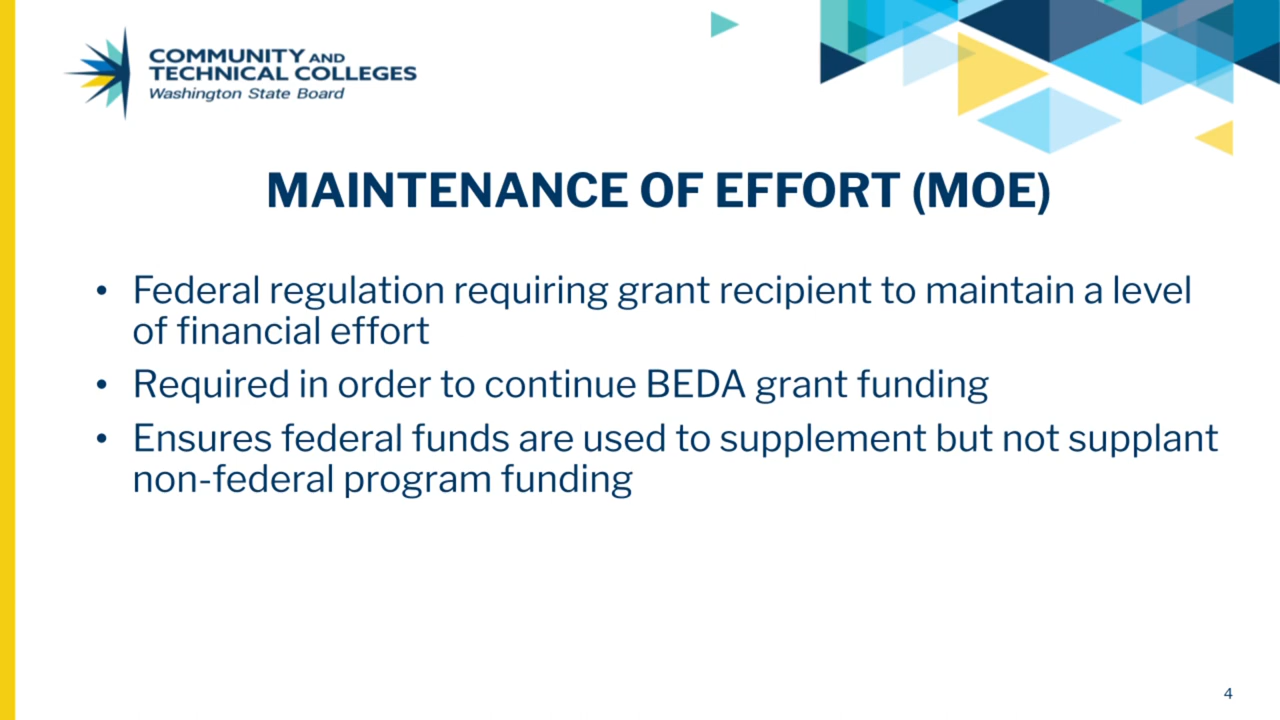 COMMUNITY AND
TECHNICAL COLLEGES
Washington State Board
MAINTENANCE OF EFFORT (MOE)
• Federal regulation requiring grant recipient to maintain a level
of financial effort
• Required in order to continue BEDA grant funding
• Ensures federal funds are used to supplement but not supplant
non-federal program funding
4